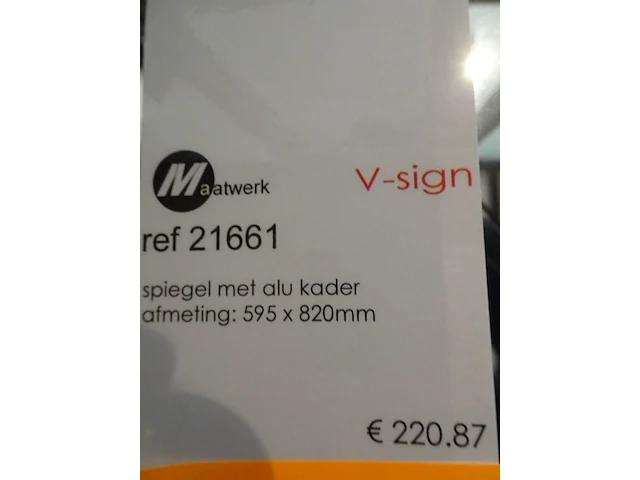 Maatwerk
V-sign
ref 21661
spiegel met alu kader
afmeting: 595 x 820mm
€ 220.87